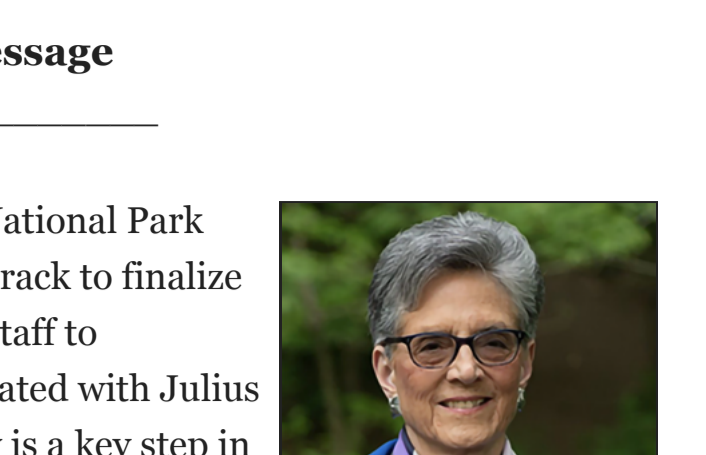 essage
National Park
rack to finalize
taff to
ated with Julius
is a key step in